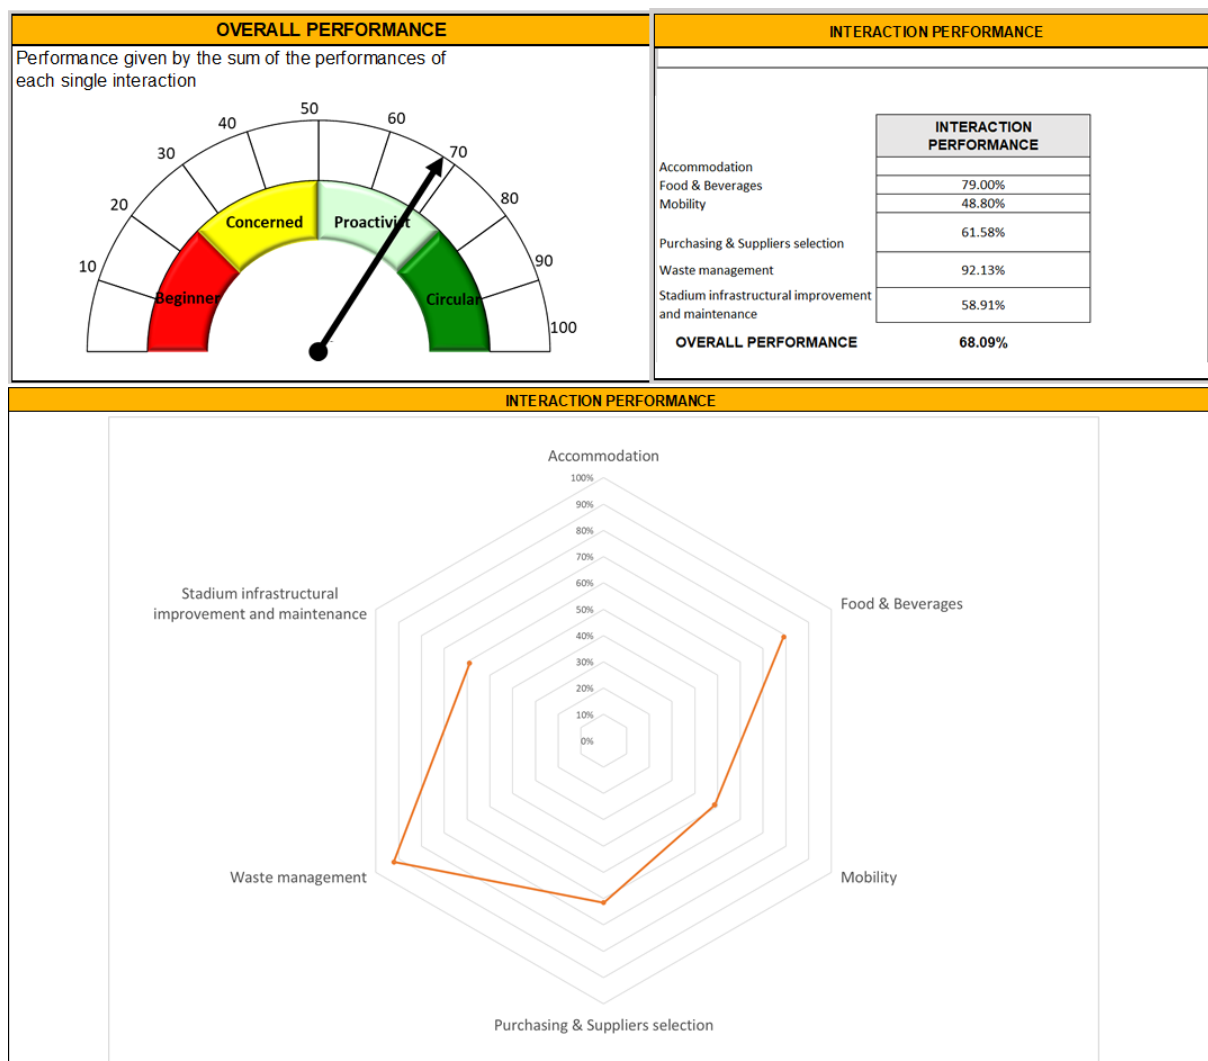 OVERALL PERFORMANCE
Performance given by the sum of the performances of
each single interaction
10
20
30
40
50
60
70
80
90
100
Beginner
Concerned
Proactivist
Circular
INTERACTION PERFORMANCE
INTERACTION
PERFORMANCE
Accommodation
Food & Beverages 79.00%
Mobility 48.80%
Purchasing & Suppliers selection 61.58%
Waste management 92.13%
Stadium infrastructural improvement
and maintenance 58.91%
OVERALL PERFORMANCE 68.09%
INTERACTION PERFORMANCE
Accommodation
100%
90%
80%
70%
60%
50%
40%
30%
20%
10%
0%
Food & Beverages
Mobility
Purchasing & Suppliers selection
Waste management
Stadium infrastructural
improvement and maintenance